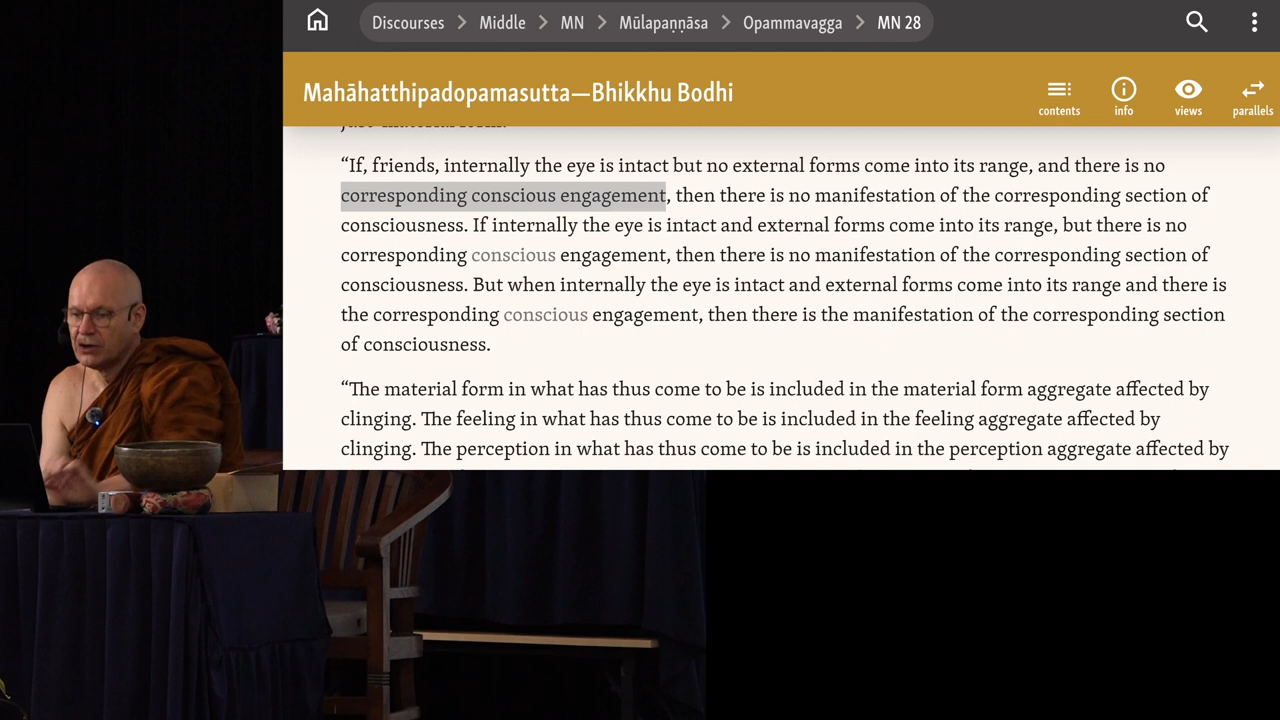 Discourses
Middle
MN
Mūlapaṇṇāsa
Opammavagga
MN 28
Mahāhatthipadopamasutta—Bhikkhu Bodhi
contents
info
views
parallels
“If, friends, internally the eye is intact but no external forms come into its range, and there is no
corresponding conscious engagement, then there is no manifestation of the corresponding section of
consciousness. If internally the eye is intact and external forms come into its range, but there is no
corresponding conscious engagement, then there is no manifestation of the corresponding section of
consciousness. But when internally the eye is intact and external forms come into its range and there is
the corresponding conscious engagement, then there is the manifestation of the corresponding section
of consciousness.
“The material form in what has thus come to be is included in the material form aggregate affected by
clinging. The feeling in what has thus come to be is included in the feeling aggregate affected by
clinging. The perception in what has thus come to be is included in the perception aggregate affected by